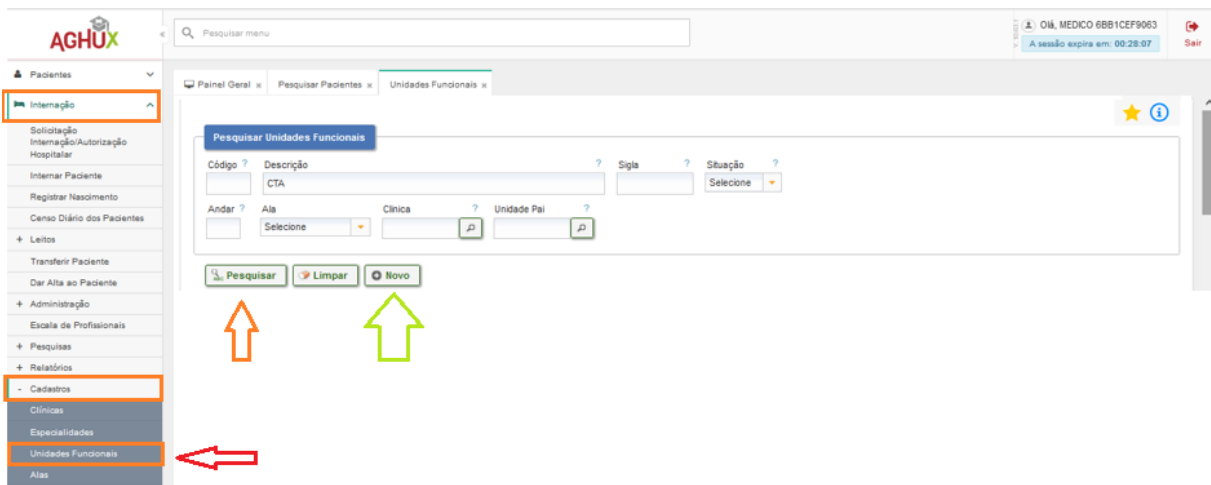 AGHUX
«
Pesquisar menu
Olá, MEDICO 6BB1CEF9063
A sessão expira em: 00:28:07
Sair
Pacientes
Internação
Solicitação
Internação/Autorização
Hospitalar
Internar Paciente
Registrar Nascimento
Censo Diário dos Pacientes
+ Leitos
Transferir Paciente
Dar Alta ao Paciente
+ Administração
Escala de Profissionais
+ Pesquisas
+ Relatórios
- Cadastros
Clínicas
Especialidades
Unidades Funcionais
Alas
Painel Geral x Pesquisar Pacientes x Unidades Funcionais x
Pesquisar Unidades Funcionais
Código ? Descrição ? Sigla ? Situação ?
CTA Selecione
Andar ? Ala Clínica ? Unidade Pai ?
Selecione
Pesquisar Limpar Novo